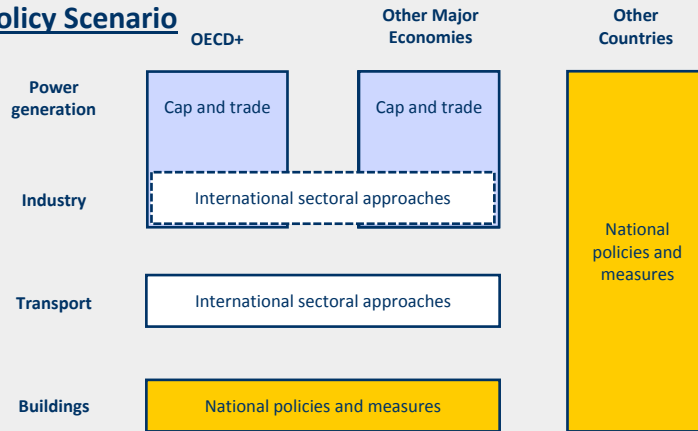 olicy Scenario
OECD+
Other Major
Economies
Other
Countries
Power
generation
Cap and trade
Cap and trade
Industry
International sectoral approaches
National
policies and
measures
Transport
International sectoral approaches
Buildings
National policies and measures